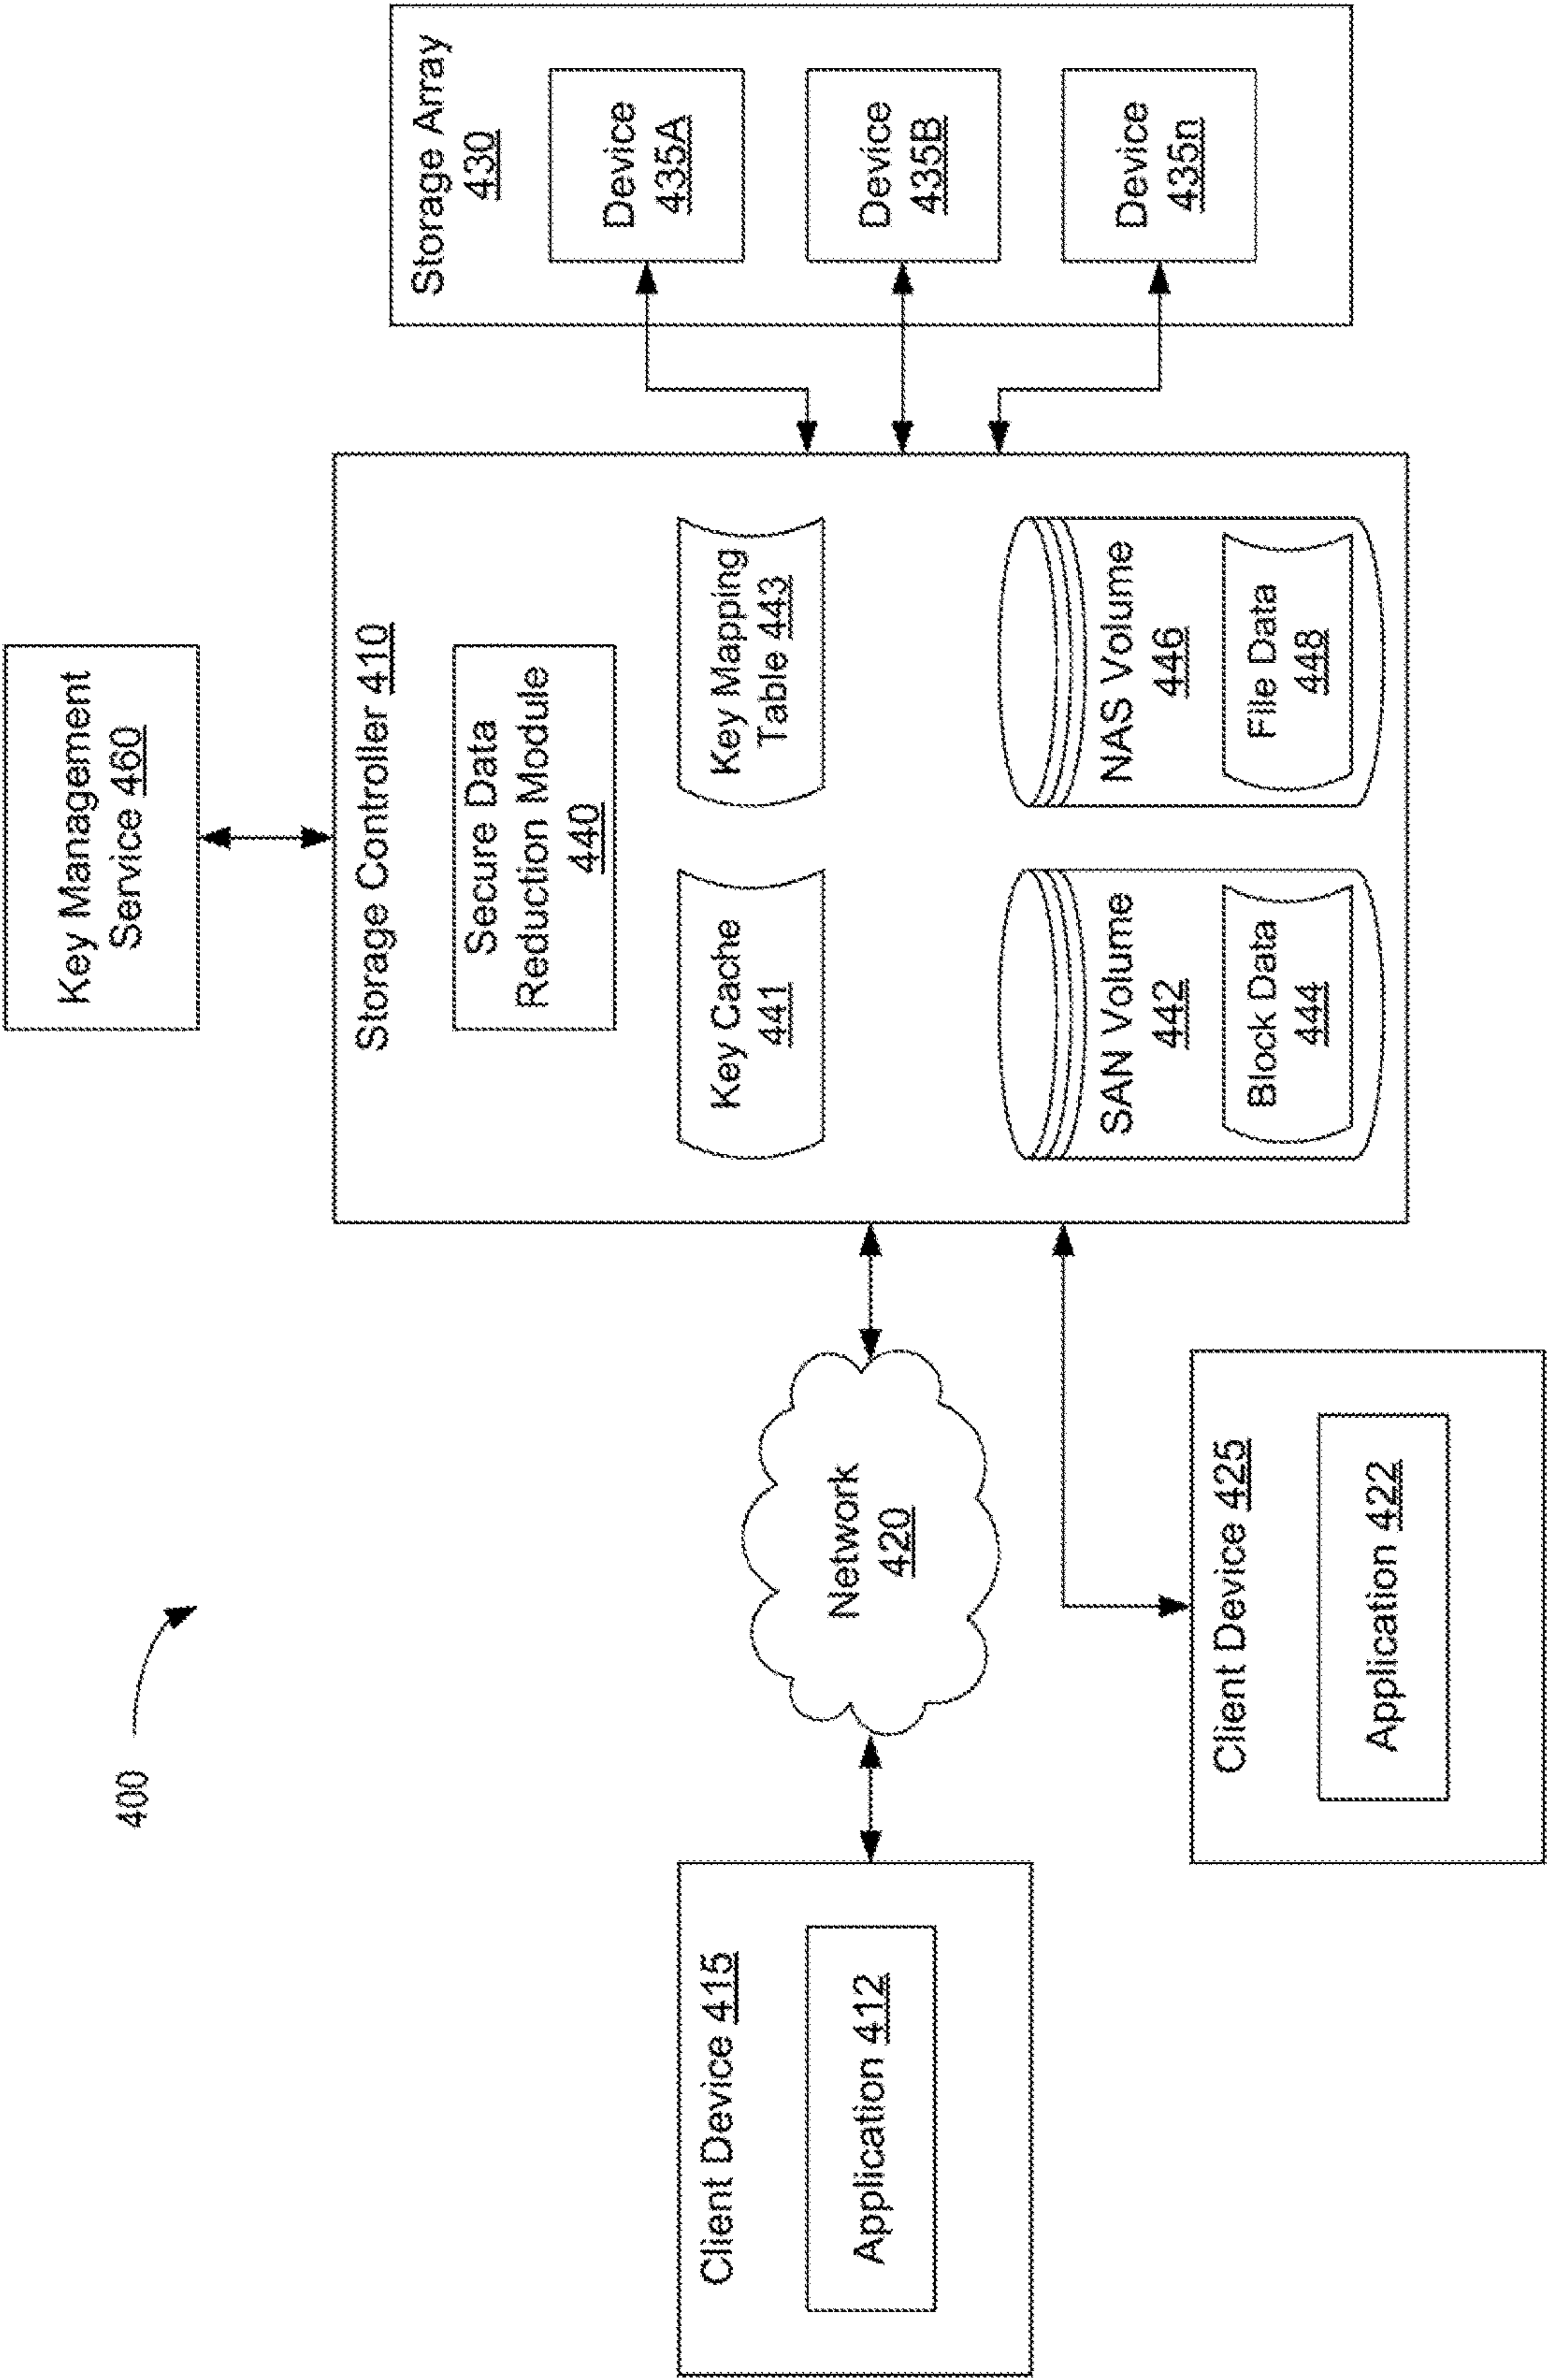 400
Key Management
Service 460
Storage Controller 410
Secure Data
Reduction Module
440
Key Cache
441
Key Mapping
Table 443
SAN Volume
442
Block Data
444
NAS Volume
446
File Data
448
Storage Array
430
Device
435A
Device
435B
Device
435n
Network
420
Client Device 415
Application 412
Client Device 425
Application 422